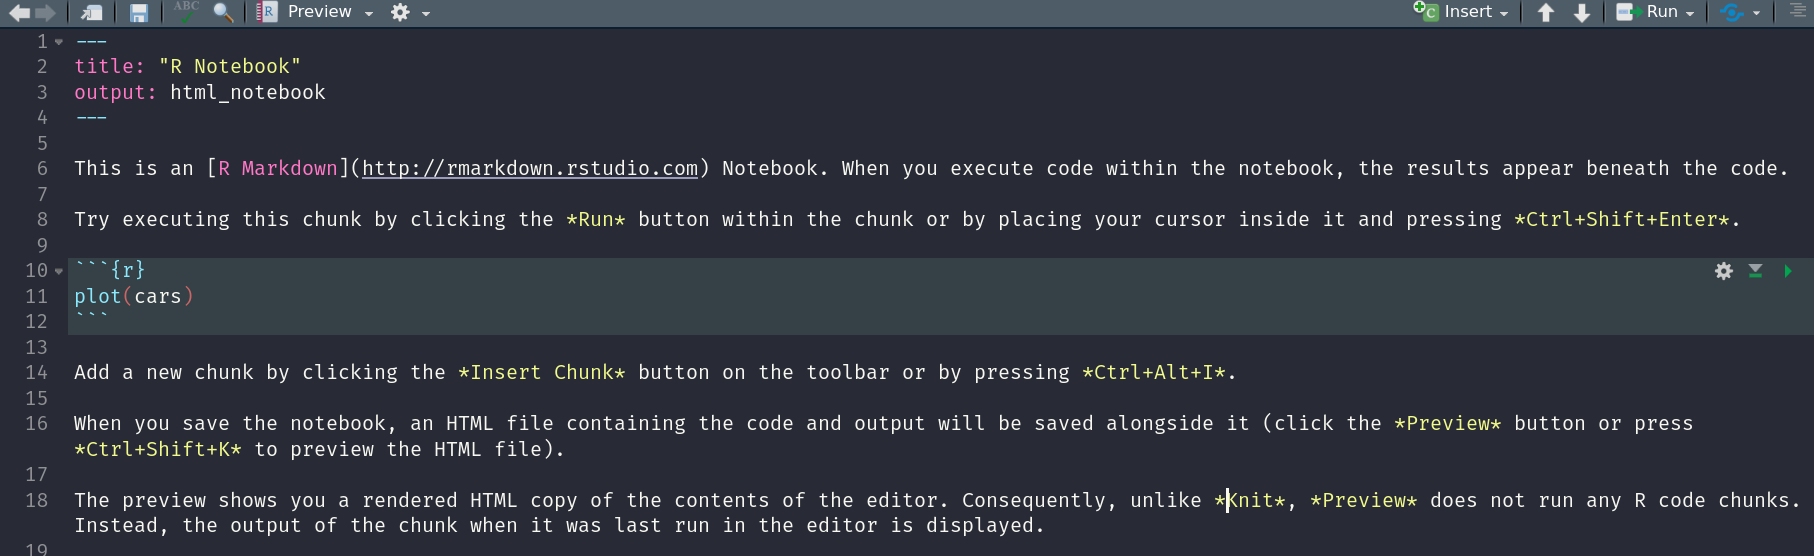 ABC Preview Insert Run
1 ---
2 title: "R Notebook"
3 output: html_notebook
4 ---
5
6 This is an [R Markdown](http://rmarkdown.rstudio.com) Notebook. When you execute code within the notebook, the results appear beneath the code.
7
8 Try executing this chunk by clicking the *Run* button within the chunk or by placing your cursor inside it and pressing *Ctrl+Shift+Enter*.
9
10 ```{r}
11 plot(cars)
12 ```
13
14 Add a new chunk by clicking the *Insert Chunk* button on the toolbar or by pressing *Ctrl+Alt+I*.
15
16 When you save the notebook, an HTML file containing the code and output will be saved alongside it (click the *Preview* button or press
*Ctrl+Shift+K* to preview the HTML file).
17
18 The preview shows you a rendered HTML copy of the contents of the editor. Consequently, unlike *Knit*, *Preview* does not run any R code chunks.
Instead, the output of the chunk when it was last run in the editor is displayed.
19